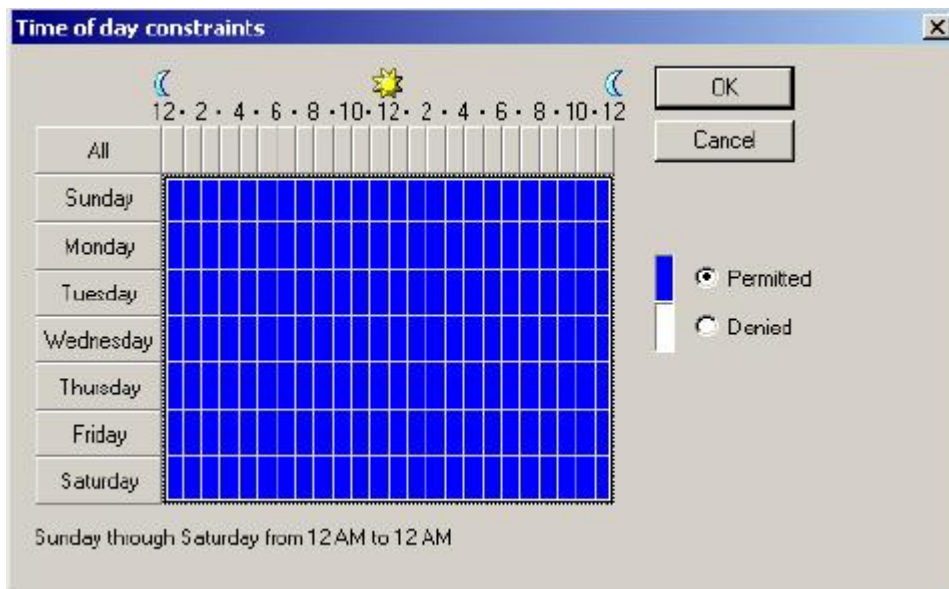 Time of day constraints
12 · 2 · 4 · 6 · 8 · 10 · 12 · 2 · 4 · 6 · 8 · 10 · 12
OK
Cancel
All
Sunday
Monday
Tuesday
Wednesday
Thursday
Friday
Saturday
Permitted
Denied
Sunday through Saturday from 12 AM to 12 AM